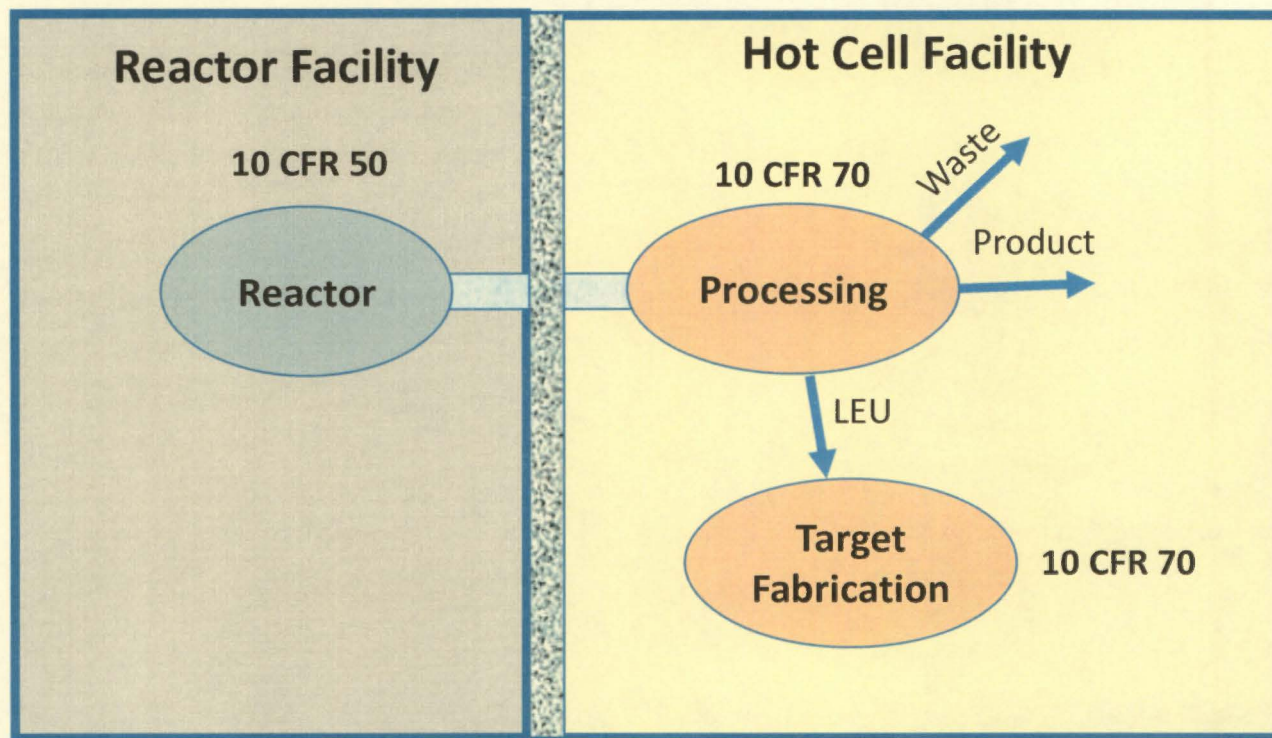 Reactor Facility
Hot Cell Facility
10 CFR 50
10 CFR 70
Waste
Product
Reactor
Processing
LEU
Target
Fabrication
10 CFR 70